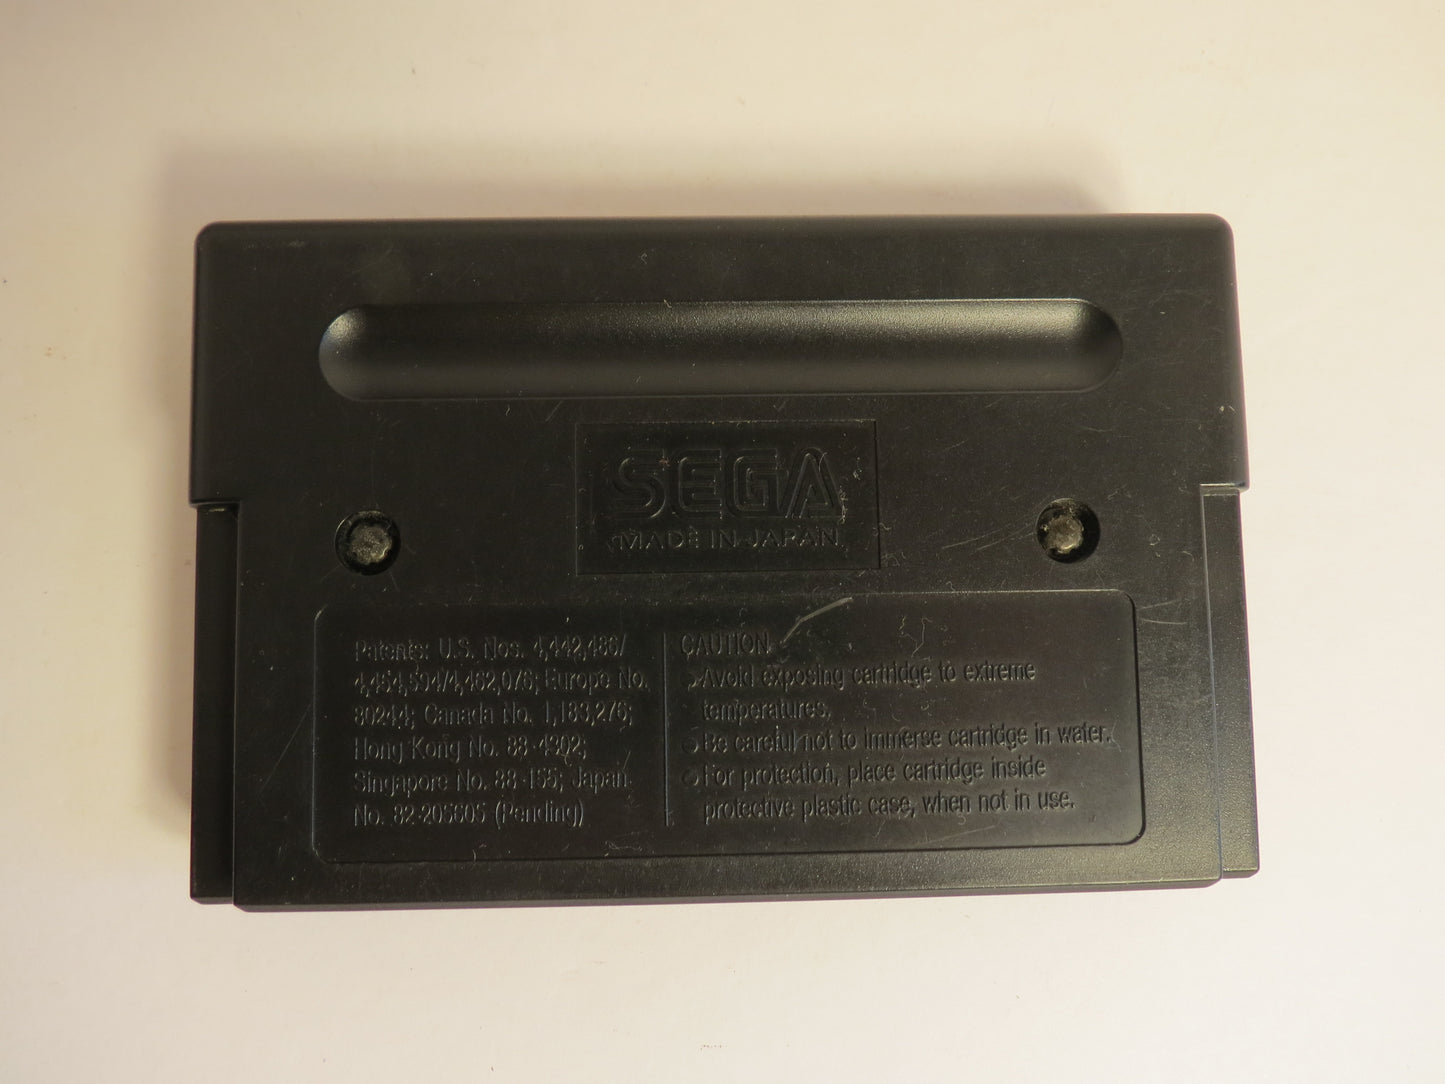 SEGA
MADE IN JAPAN
Patents: U.S. Nos. 4,442,486/
4,454,594/4,462,076; Europe No.
80244; Canada No. 1,183,276;
Hong Kong No. 88-4302;
Singapore No. 88-155; Japan
No. 82-205605 (Pending)
CAUTION
Avoid exposing cartridge to extreme
temperatures.
Be careful not to immerse cartridge in water.
For protection, place cartridge inside
protective plastic case, when not in use.